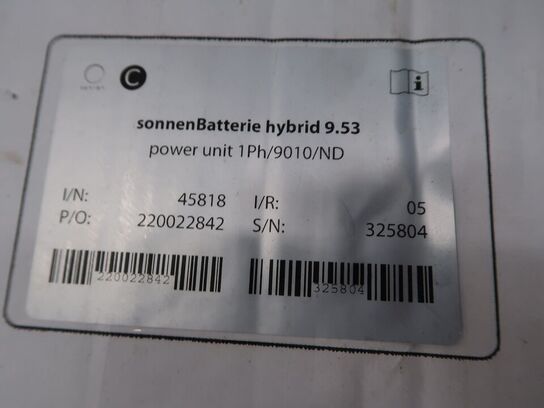 C
i
sonnenBatterie hybrid 9.53
power unit 1Ph/9010/ND
I/N: 45818 I/R: 05
P/O: 220022842 S/N: 325804
220022842 325804